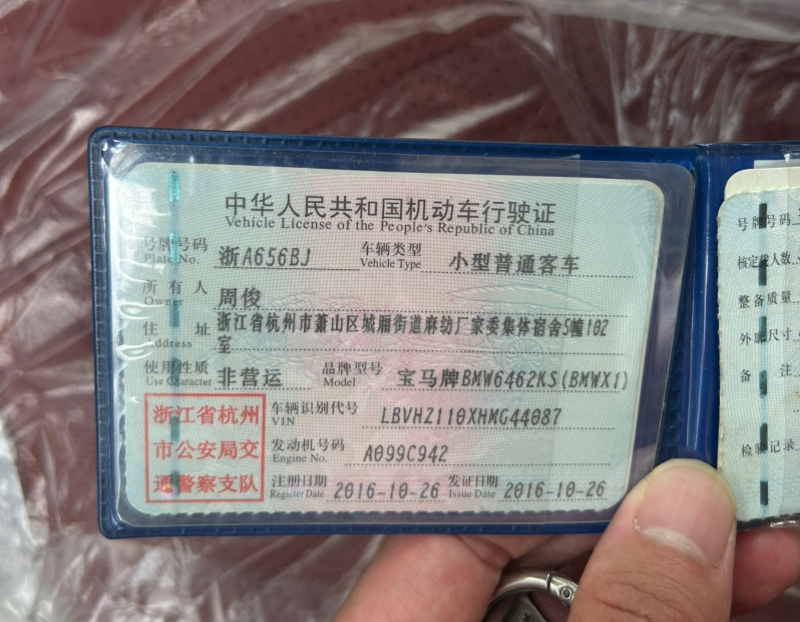 中华人民共和国机动车行驶证
Vehicle License of the People's Republic of China
号牌号码 Plate No. 浙A656BJ 车辆类型 Vehicle Type 小型普通客车
所有人 Owner 周俊
住址 Address 浙江省杭州市萧山区城厢街道麻纺厂家委集体宿舍5幢102
室
使用性质 Use Character 非营运 品牌型号 Model 宝马牌BMW6462KS(BMWX1)
浙江省杭州
市公安局交
通警察支队
车辆识别代号 VIN LBVHZ110XHMG44087
发动机号码 Engine No. A099C942
注册日期 Register Date 2016-10-26 发证日期 Issue Date 2016-10-26
号牌号码
核定载人数
整备质量
外廓尺寸
备注
检验记录